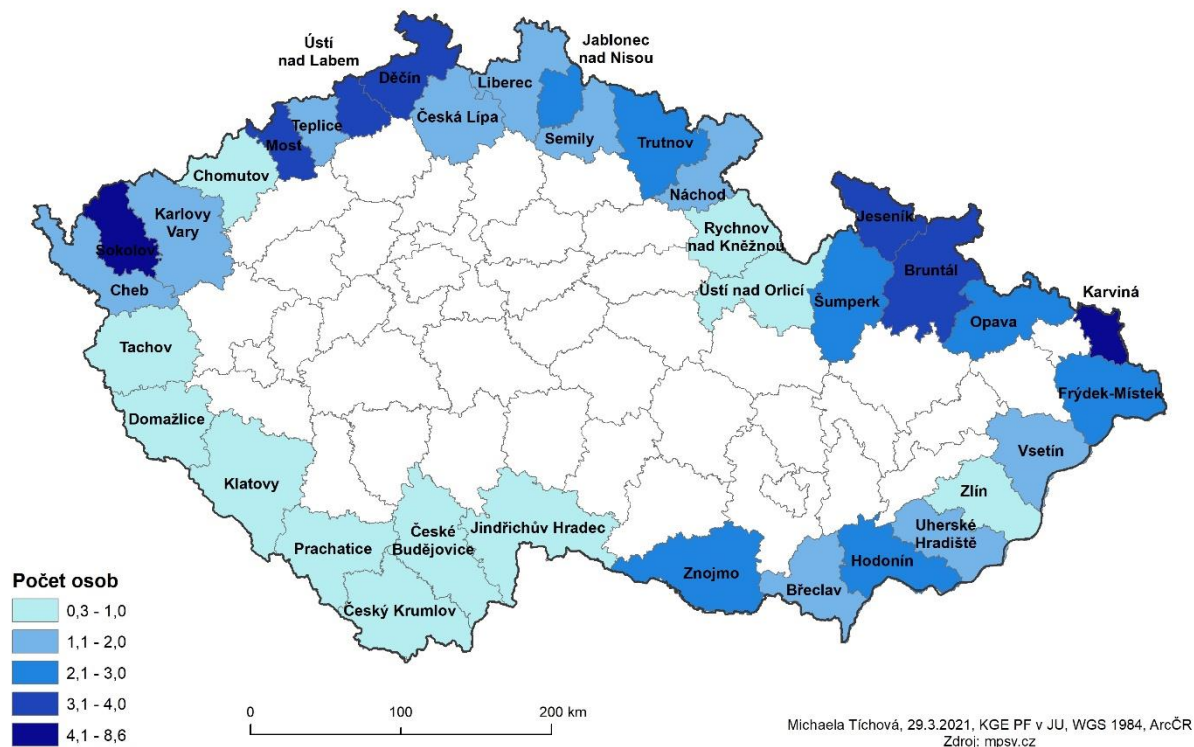 Ústí
nad Labem
Jablonec
nad Nisou
Děčín
Liberec
Teplice
Česká Lípa
Most
Semily
Trutnov
Chomutov
Náchod
Karlovy
Vary
Sokolov
Rychnov
nad Kněžnou
Jeseník
Bruntál
Cheb
Ústí nad Orlicí
Šumperk
Karviná
Opava
Tachov
Frýdek-Místek
Domažlice
Vsetín
Klatovy
Zlín
Uherské
Hradiště
Jindřichův Hradec
České
Budějovice
Prachatice
Hodonín
Znojmo
Břeclav
Český Krumlov
Počet osob
0,3 - 1,0
1,1 - 2,0
2,1 - 3,0
3,1 - 4,0
4,1 - 8,6
0 100 200 km
Michaela Tíchová, 29.3.2021, KGE PF v JU, WGS 1984, ArcČR
Zdroj: mpsv.cz